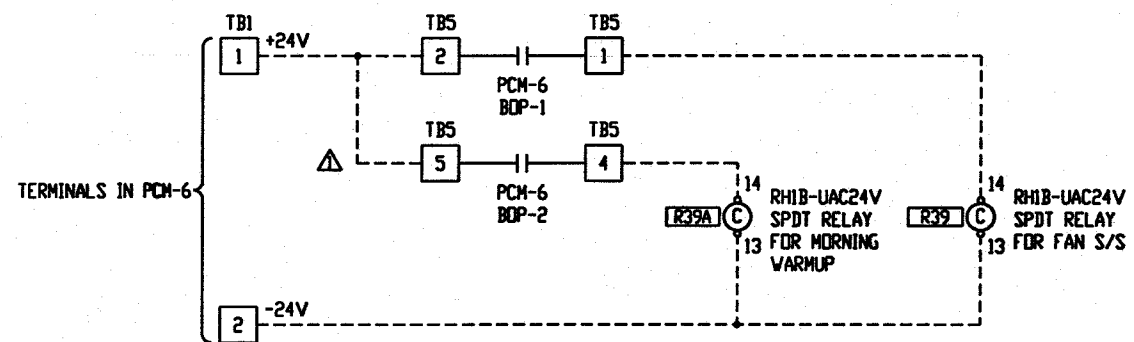 TB1
TB5
TB5
+24V
1
2
1
PCM-6
BOP-1
TB5
TB5
1
5
4
PCM-6
BOP-2
TERMINALS IN PCM-6
14
R39A
C
13
RH1B-UAC24V
SPDT RELAY
FOR MORNING
WARMUP
14
R39
C
13
RH1B-UAC24V
SPDT RELAY
FOR FAN S/S
2
-24V